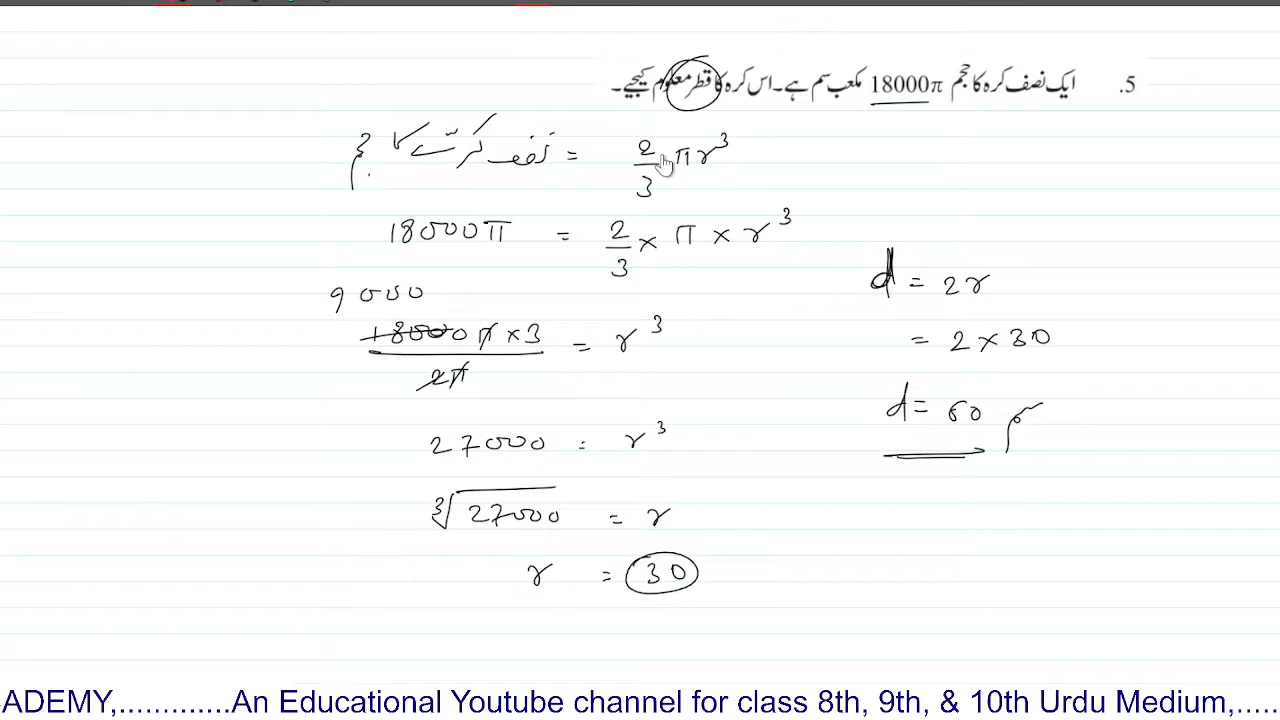 5. ایک نصف کرہ کا حجم 18000π مکعب سم ہے۔ اس کرہ کا قطر معلوم کیجیے۔
نصف کرّے کا حجم = 2/3 πr³
18000π = 2/3 × π × r³
9000
18000π × 3 / 2π = r³
27000 = r³
∛27000 = r
r = 30
d = 2r
= 2 × 30
d = 60 سم
ADEMY,.............An Educational Youtube channel for class 8th, 9th, & 10th Urdu Medium,.....